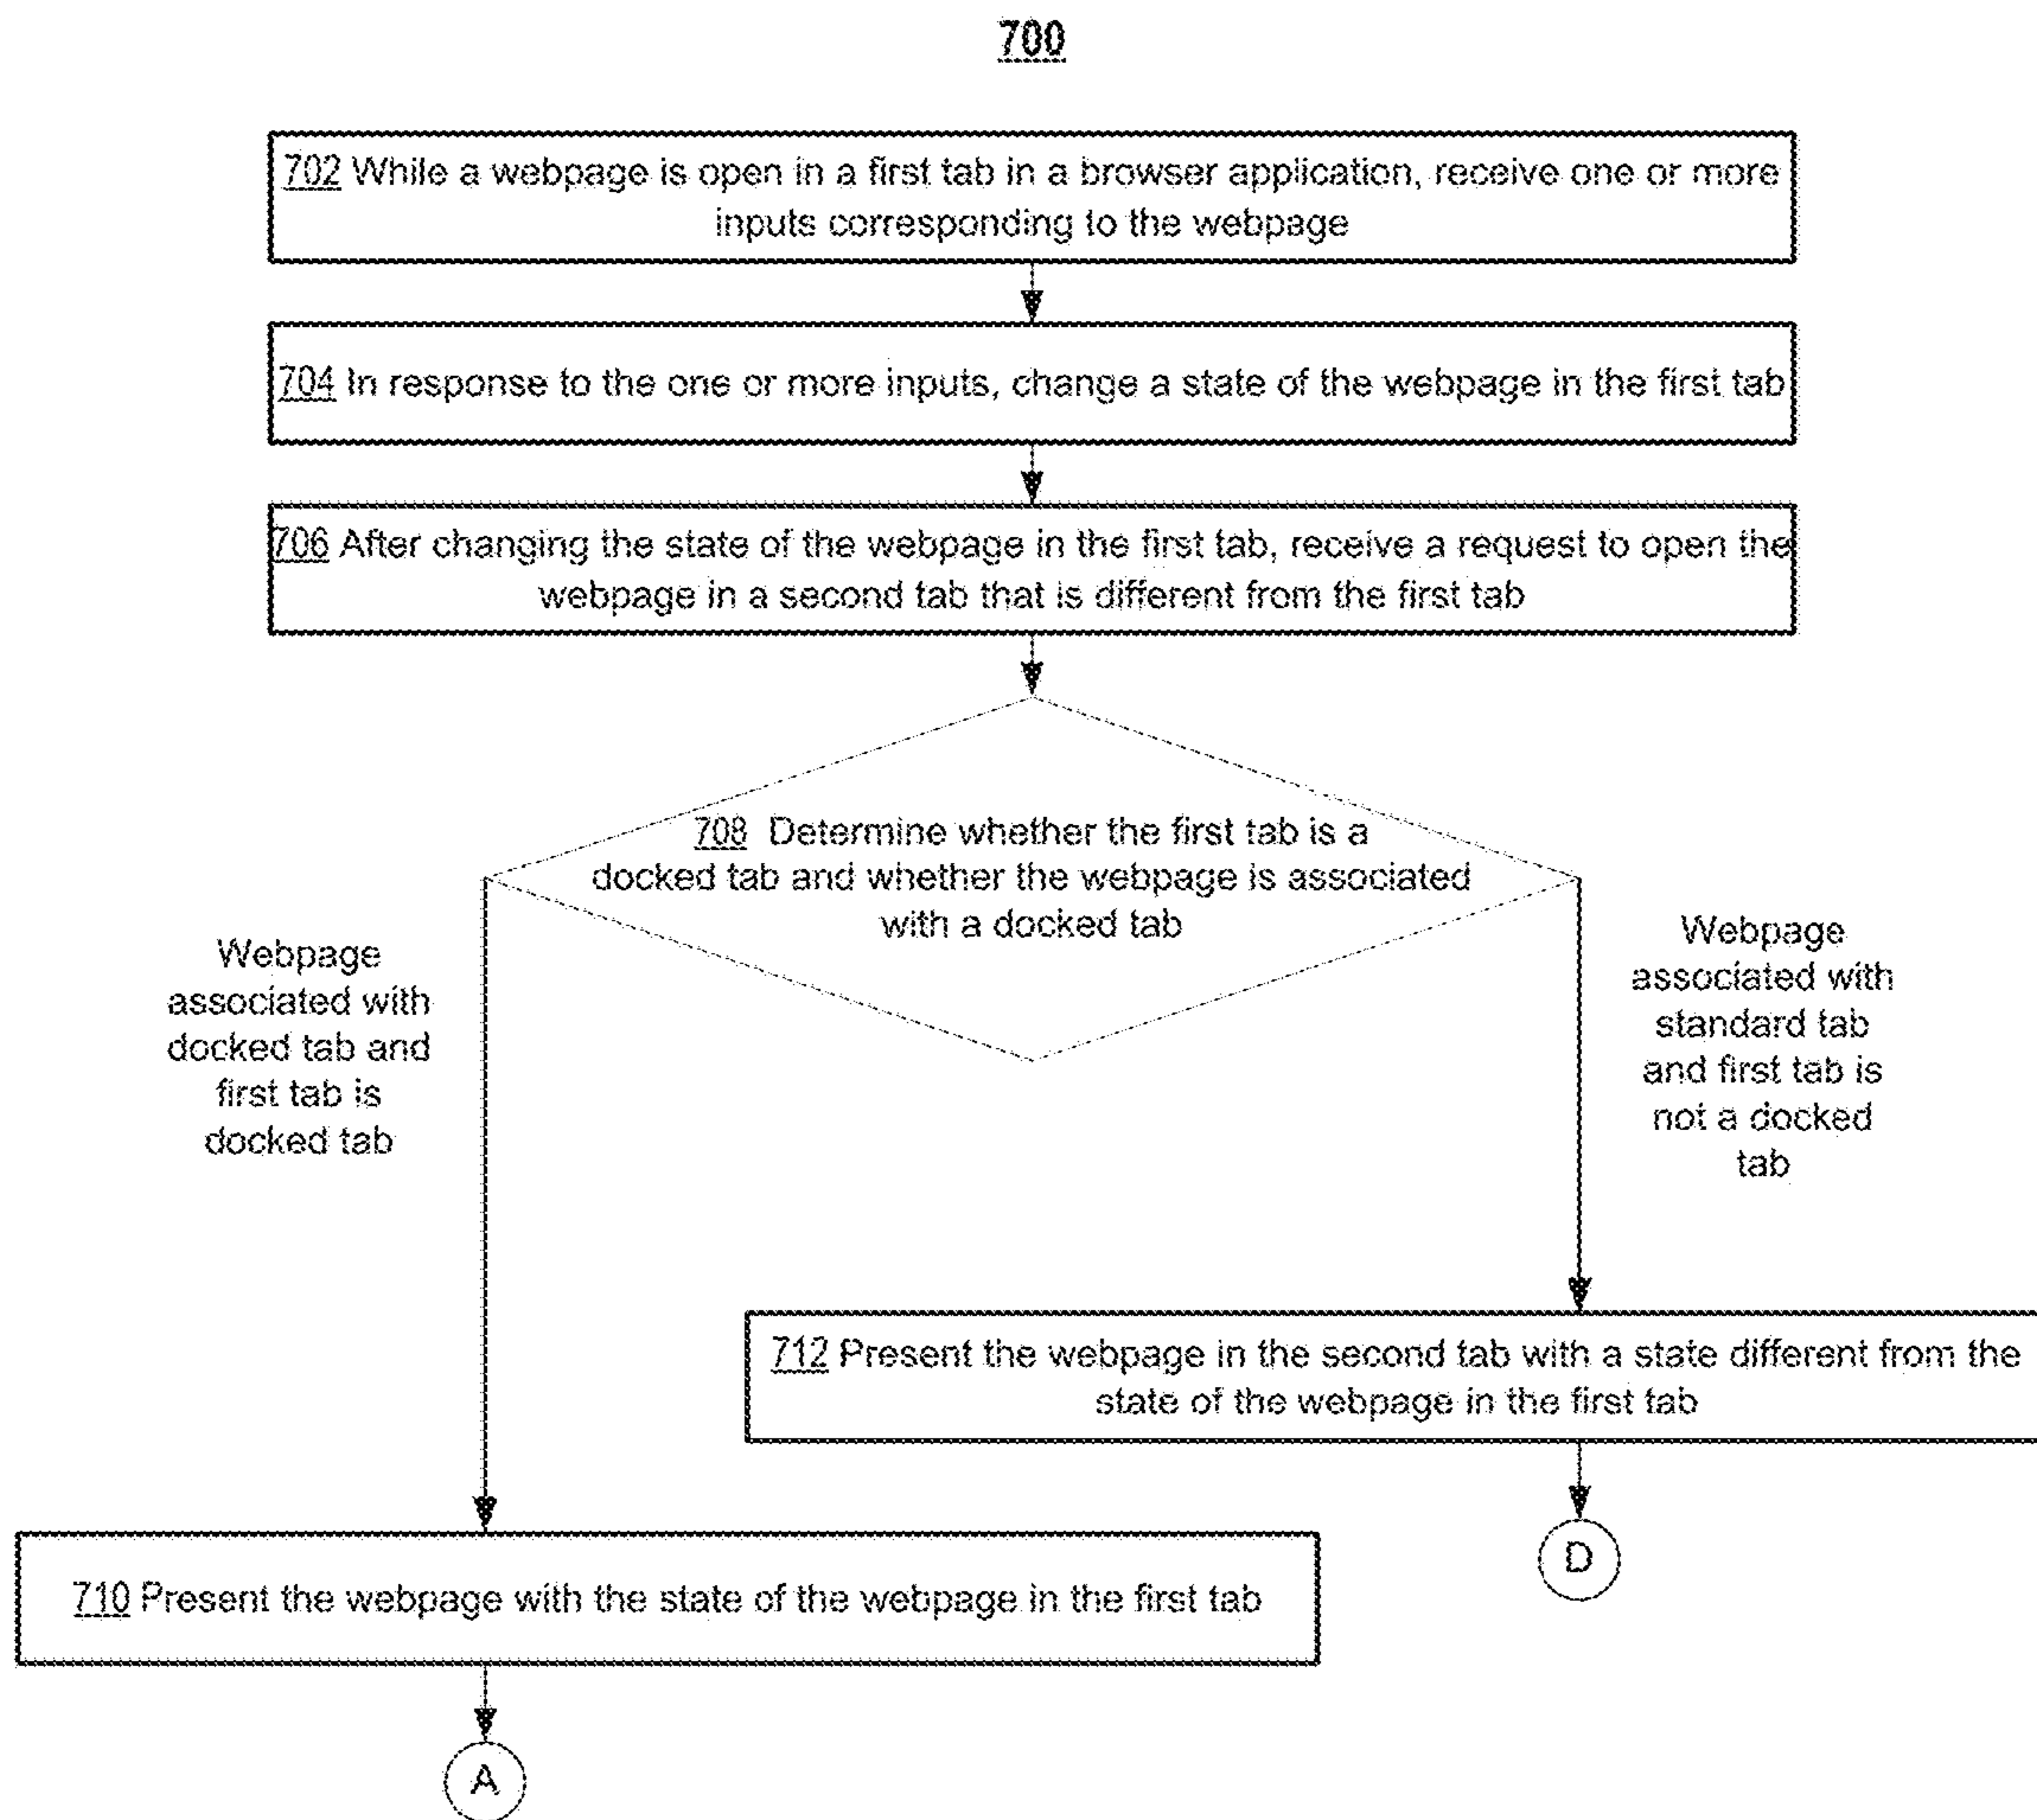 700
702 While a webpage is open in a first tab in a browser application, receive one or more
inputs corresponding to the webpage
704 In response to the one or more inputs, change a state of the webpage in the first tab
706 After changing the state of the webpage in the first tab, receive a request to open the
webpage in a second tab that is different from the first tab
708 Determine whether the first tab is a
docked tab and whether the webpage is associated
with a docked tab
Webpage
associated with
docked tab and
first tab is
docked tab
Webpage
associated with
standard tab
and first tab is
not a docked
tab
712 Present the webpage in the second tab with a state different from the
state of the webpage in the first tab
D
710 Present the webpage with the state of the webpage in the first tab
A